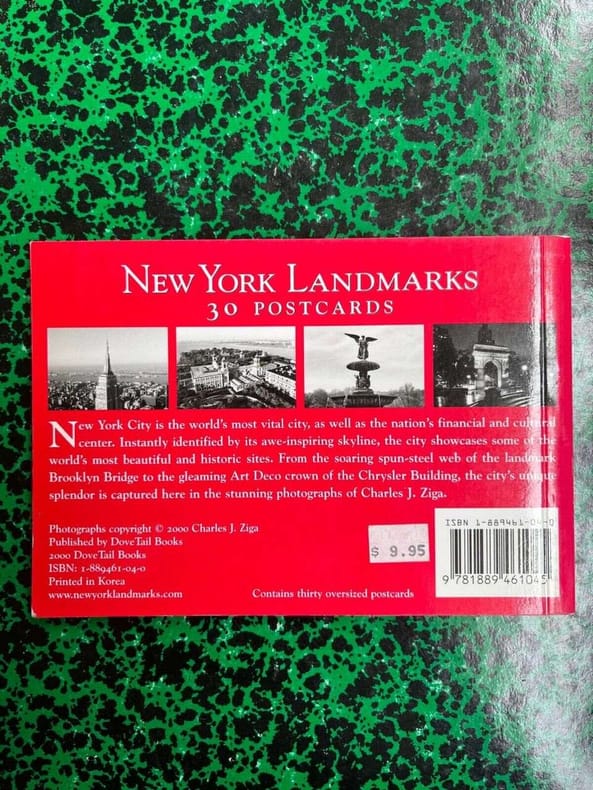 New York Landmarks
30 POSTCARDS
New York City is the world's most vital city, as well as the nation's financial and cultural
center. Instantly identified by its awe-inspiring skyline, the city showcases some of the
world's most beautiful and historic sites. From the soaring spun-steel web of the landmark
Brooklyn Bridge to the gleaming Art Deco crown of the Chrysler Building, the city's unique
splendor is captured here in the stunning photographs of Charles J. Ziga.
Photographs copyright © 2000 Charles J. Ziga
Published by DoveTail Books
2000 DoveTail Books
ISBN: 1-889461-04-0
Printed in Korea
www.newyorklandmarks.com
Contains thirty oversized postcards
$ 9.95
ISBN 1-889461-04-0
9 781889 461045